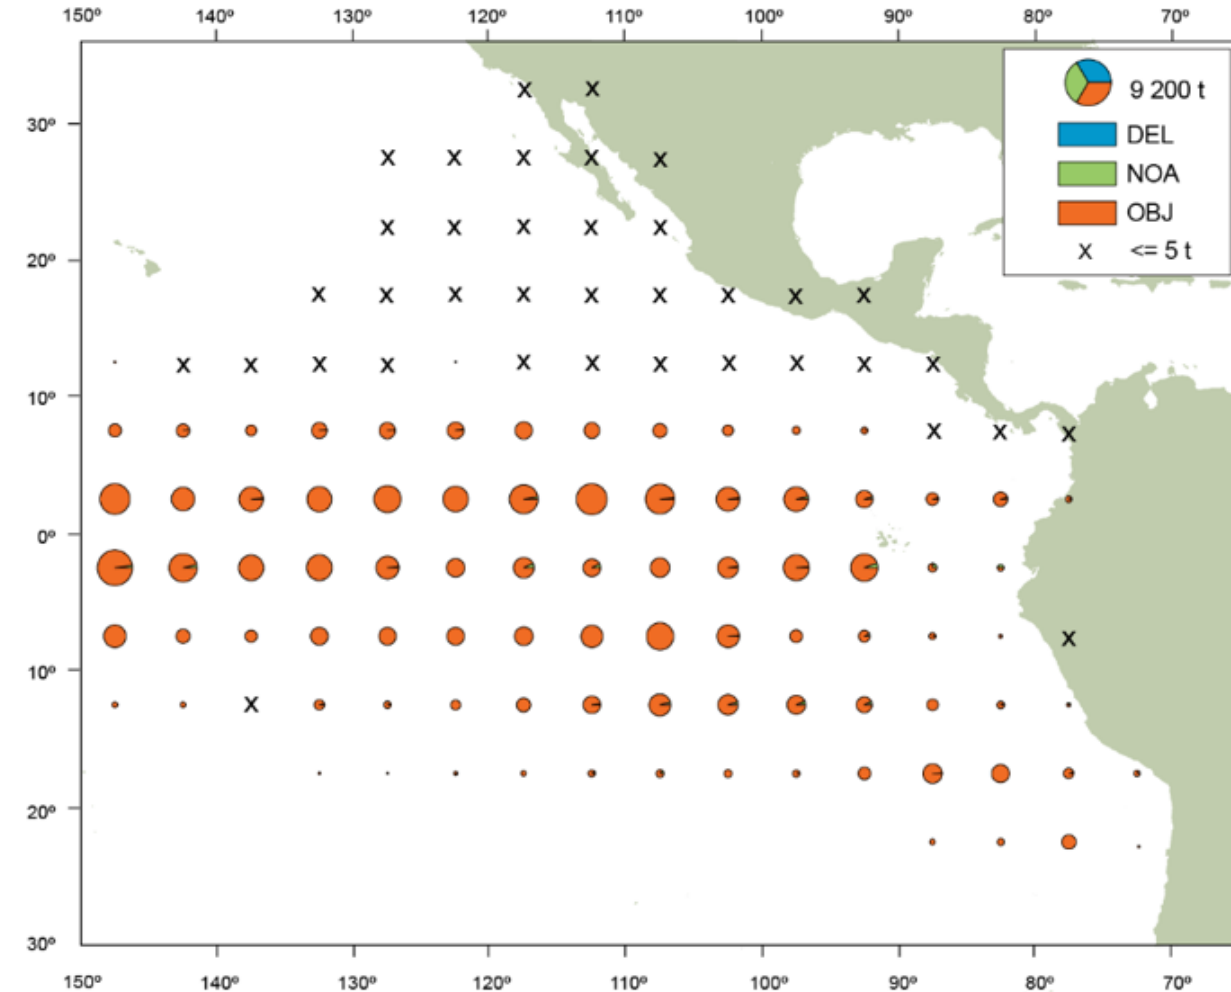 150º 140º 130º 120º 110º 100º 90º 80º 70º
9 200 t
DEL
NOA
OBJ
x <= 5 t
x x
30º
x x x x x
x x x x x
20º
x x x x x x x x x
x x x x x x x x x x x
10º
x x x
0º
x
10º
x
20º
30º
150º 140º 130º 120º 110º 100º 90º 80º 70º